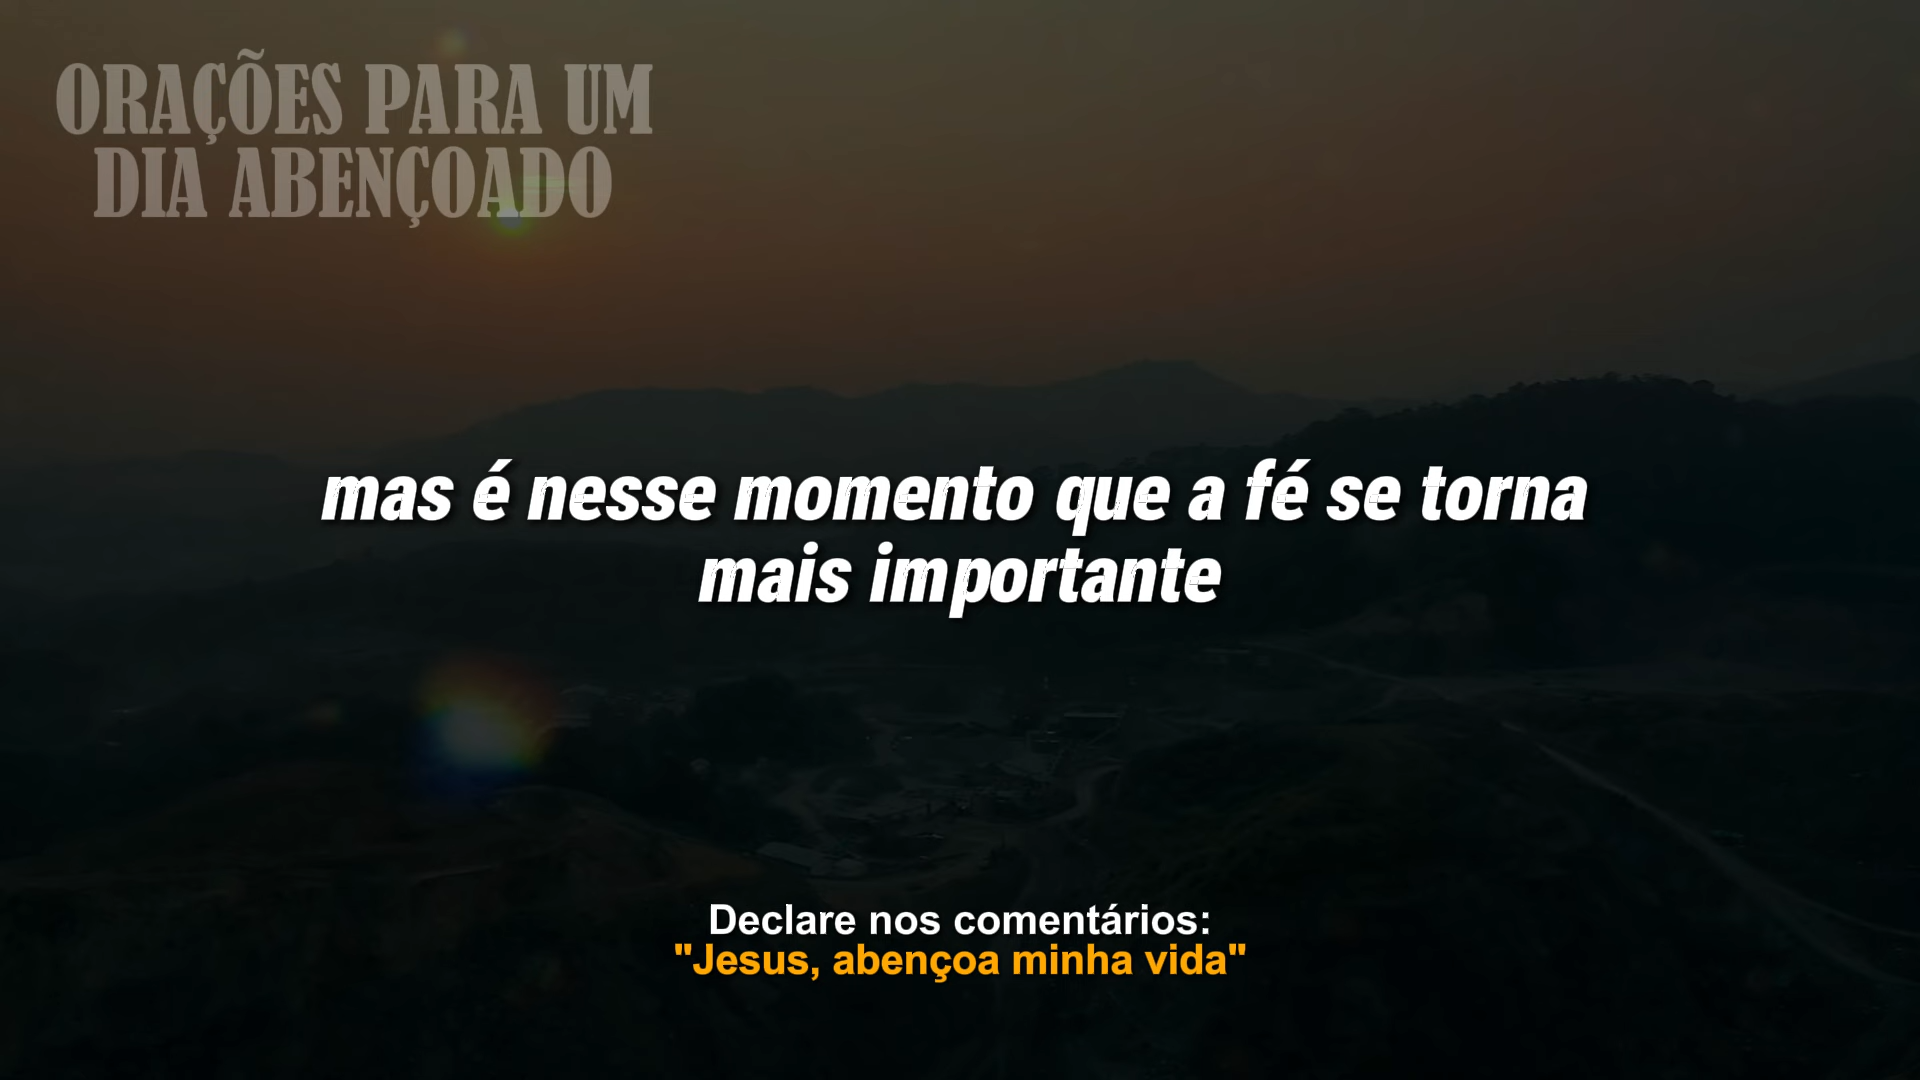 ORAÇÕES PARA UM
DIA ABENÇOADO
mas é nesse momento que a fé se torna
mais importante
Declare nos comentários:
"Jesus, abençoa minha vida"